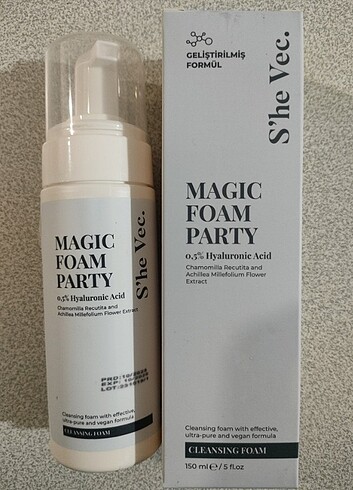 S'he Vec.
MAGIC
FOAM
PARTY
0,5% Hyaluronic Acid
Chamomilla Recutita and
Achillea Millefolium Flower Extract
Cleansing foam with effective,
ultra-pure and vegan formula
CLEANSING FOAM
GELİŞTİRİLMİŞ
FORMÜL
S'he Vec.
MAGIC
FOAM
PARTY
0,5% Hyaluronic Acid
Chamomilla Recutita and
Achillea Millefolium Flower
Extract
Cleansing foam with effective,
ultra-pure and vegan formula
CLEANSING FOAM
150 ml e / 5 fl.oz